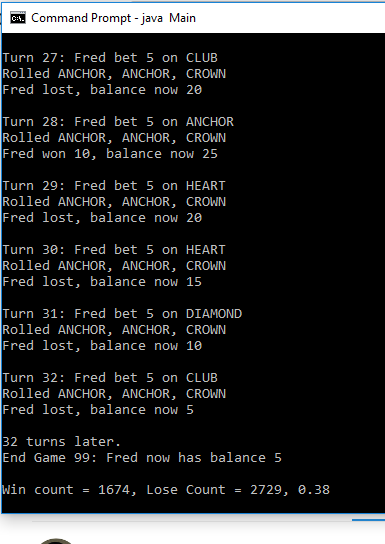 Command Prompt - java Main
Turn 27: Fred bet 5 on CLUB
Rolled ANCHOR, ANCHOR, CROWN
Fred lost, balance now 20
Turn 28: Fred bet 5 on ANCHOR
Rolled ANCHOR, ANCHOR, CROWN
Fred won 10, balance now 25
Turn 29: Fred bet 5 on HEART
Rolled ANCHOR, ANCHOR, CROWN
Fred lost, balance now 20
Turn 30: Fred bet 5 on HEART
Rolled ANCHOR, ANCHOR, CROWN
Fred lost, balance now 15
Turn 31: Fred bet 5 on DIAMOND
Rolled ANCHOR, ANCHOR, CROWN
Fred lost, balance now 10
Turn 32: Fred bet 5 on CLUB
Rolled ANCHOR, ANCHOR, CROWN
Fred lost, balance now 5
32 turns later.
End Game 99: Fred now has balance 5
Win count = 1674, Lose Count = 2729, 0.38